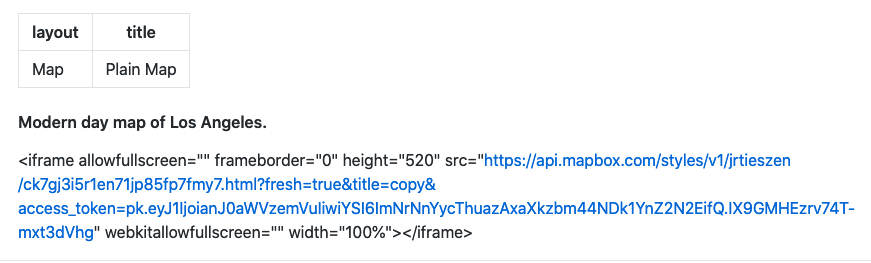 layout title
Map Plain Map
Modern day map of Los Angeles.
<iframe allowfullscreen="" frameborder="0" height="520" src="https://api.mapbox.com/styles/v1/jrtieszen
/ck7gj3i5r1en71jp85fp7fmy7.html?fresh=true&title=copy&
access_token=pk.eyJ1IjoianJ0aWVzemVuIiwiYSI6ImNrNnYycThuazAxaXkzbm44NDk1YnZ2N2EifQ.IX9GMHEzrv74T-
mxt3dVhg" webkitallowfullscreen="" width="100%"></iframe>